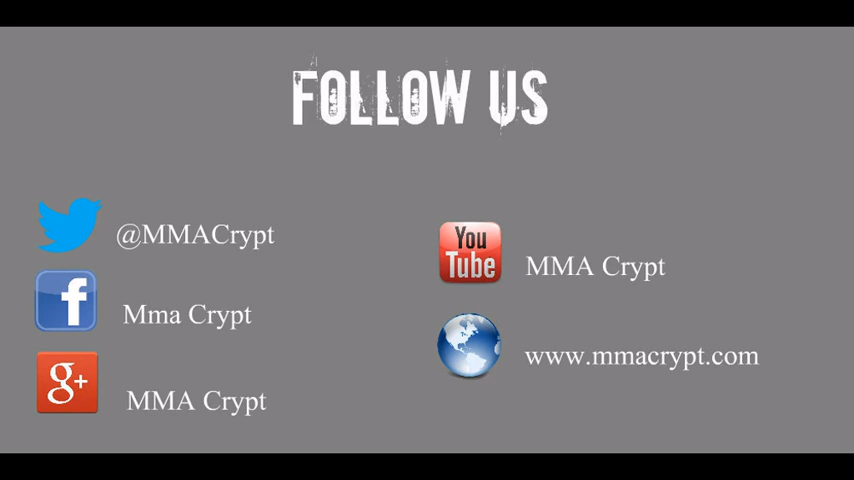 FOLLOW US
@MMACrypt
f
Mma Crypt
g+
MMA Crypt
You
Tube
MMA Crypt
www.mmacrypt.com